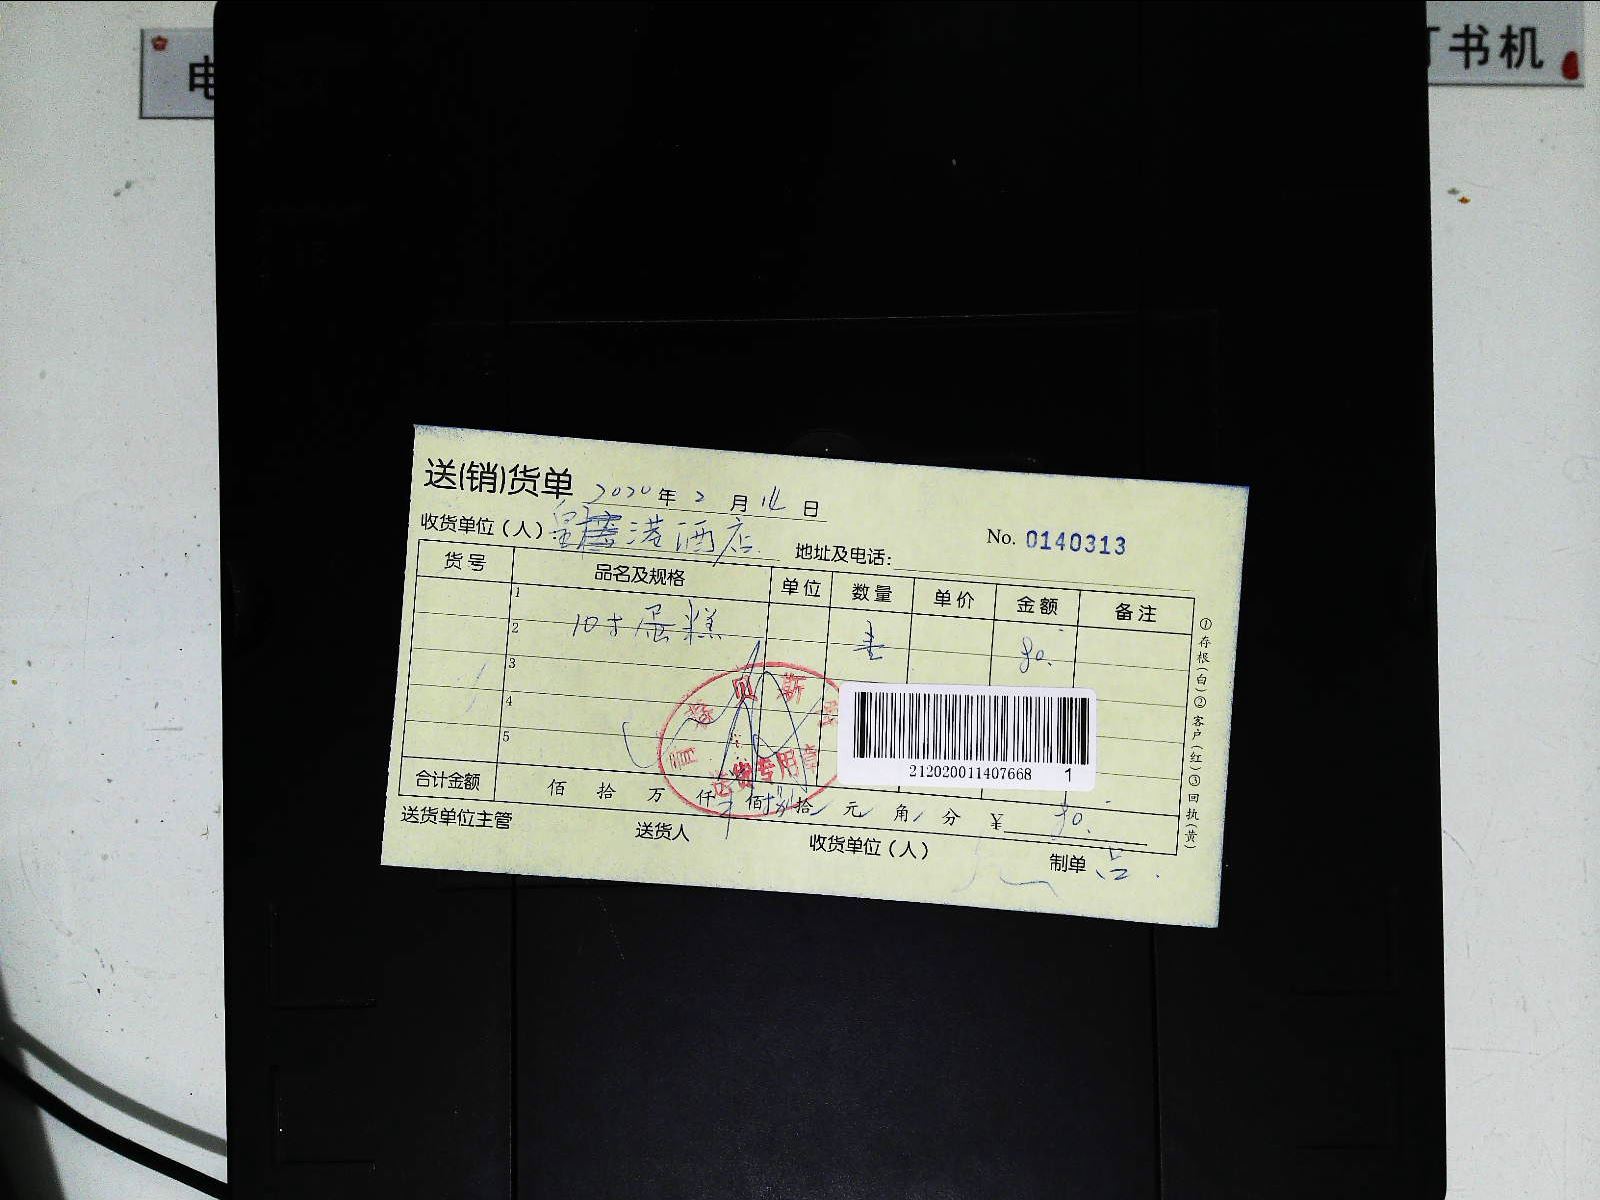 电
订书机
送(销)货单 2020年2月14日
No. 0140313
收货单位(人): 皇 港酒店 地址及电话:
货号 品名及规格 单位 数量 单价 金额 备注
1
2 10寸蛋糕 壹 80.
3
4
5
贝斯
送货专用章
212020011407668 1
合计金额 佰 拾 万 仟 佰 拾 元 角 分 ¥ 80.
送货单位主管 送货人 收货单位(人) 制单
①存根(白)②客户(红)③回执(黄)